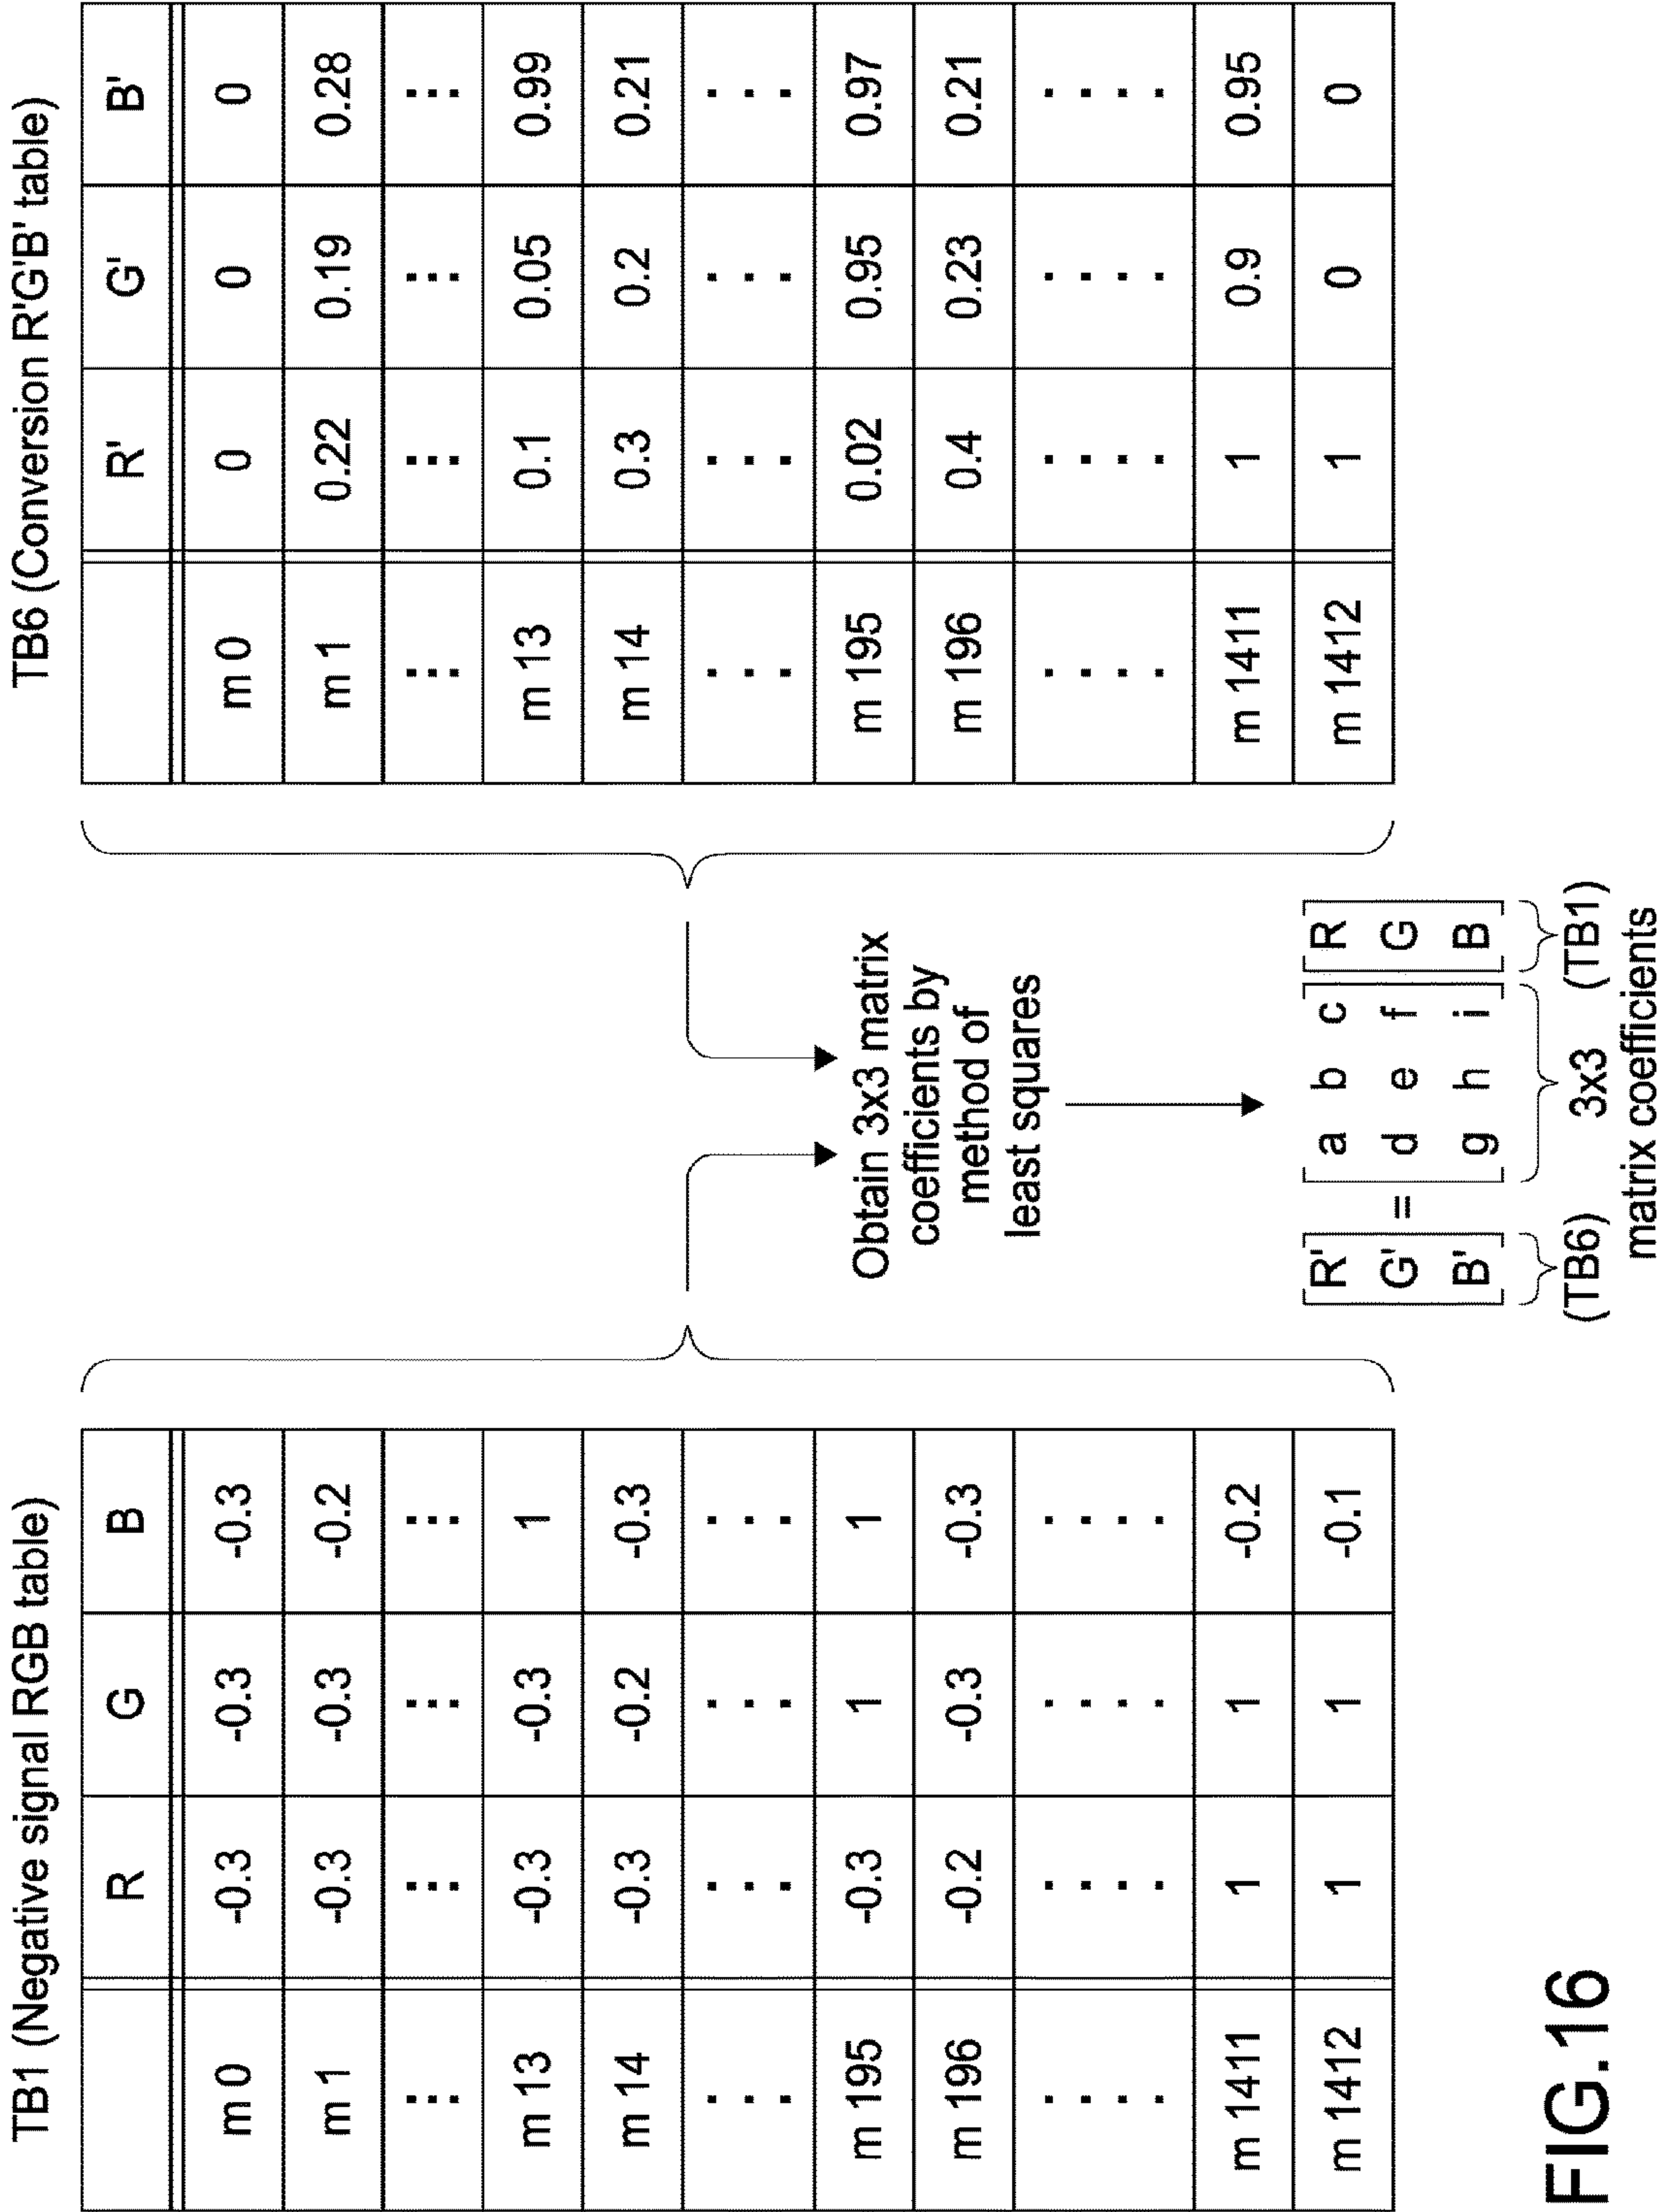 TB1 (Negative signal RGB table)
R G B
m 0 -0.3 -0.3 -0.3
m 1 -0.3 -0.3 -0.2
⋮ ⋮ ⋮ ⋮
m 13 -0.3 -0.3 1
m 14 -0.3 -0.2 -0.3
⋮ ⋮ ⋮ ⋮
m 195 -0.3 1 1
m 196 -0.2 -0.3 -0.3
⋮ ⋮ ⋮ ⋮
m 1411 1 1 -0.2
m 1412 1 1 -0.1
Obtain 3x3 matrix
coefficients by
method of
least squares
R' a b c R
G' = d e f G
B' g h i B
(TB6) 3x3 (TB1)
matrix coefficients
TB6 (Conversion R'G'B' table)
R' G' B'
m 0 0 0 0
m 1 0.22 0.19 0.28
⋮ ⋮ ⋮ ⋮
m 13 0.1 0.05 0.99
m 14 0.3 0.2 0.21
⋮ ⋮ ⋮ ⋮
m 195 0.02 0.95 0.97
m 196 0.4 0.23 0.21
⋮ ⋮ ⋮ ⋮
m 1411 1 0.9 0.95
m 1412 1 0 0
FIG.16